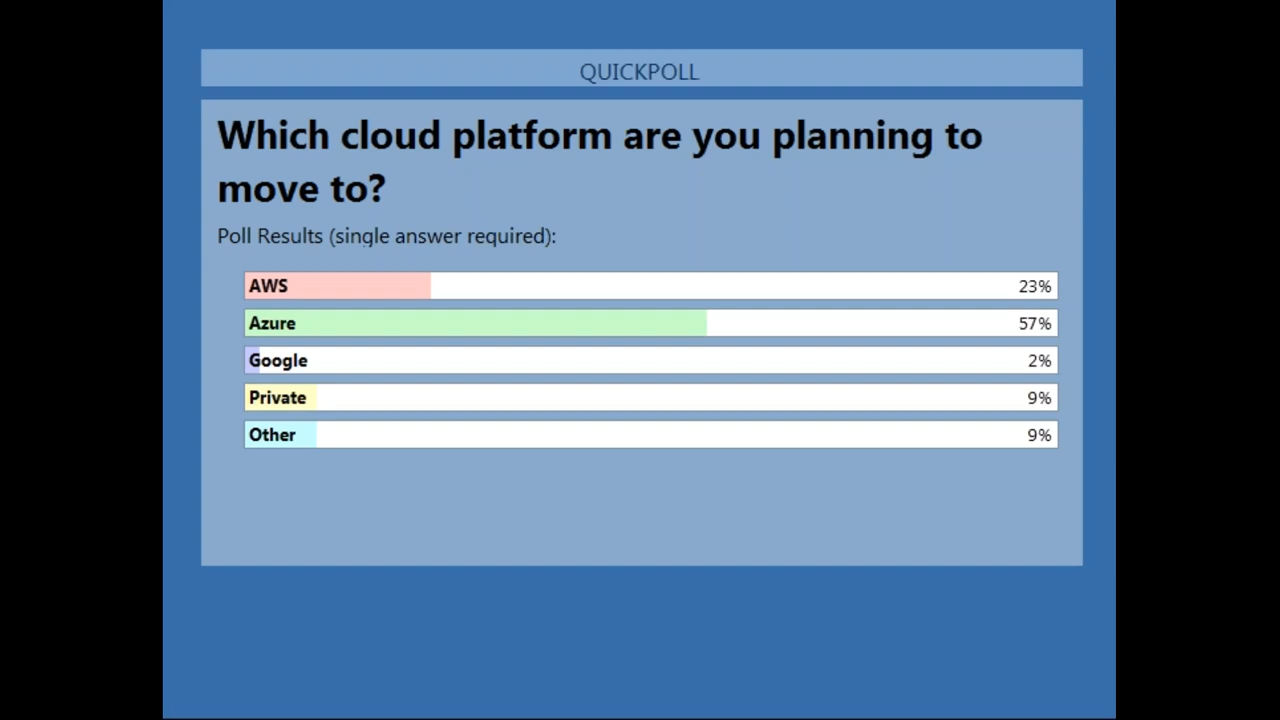 QUICKPOLL
Which cloud platform are you planning to
move to?
Poll Results (single answer required):
AWS 23%
Azure 57%
Google 2%
Private 9%
Other 9%